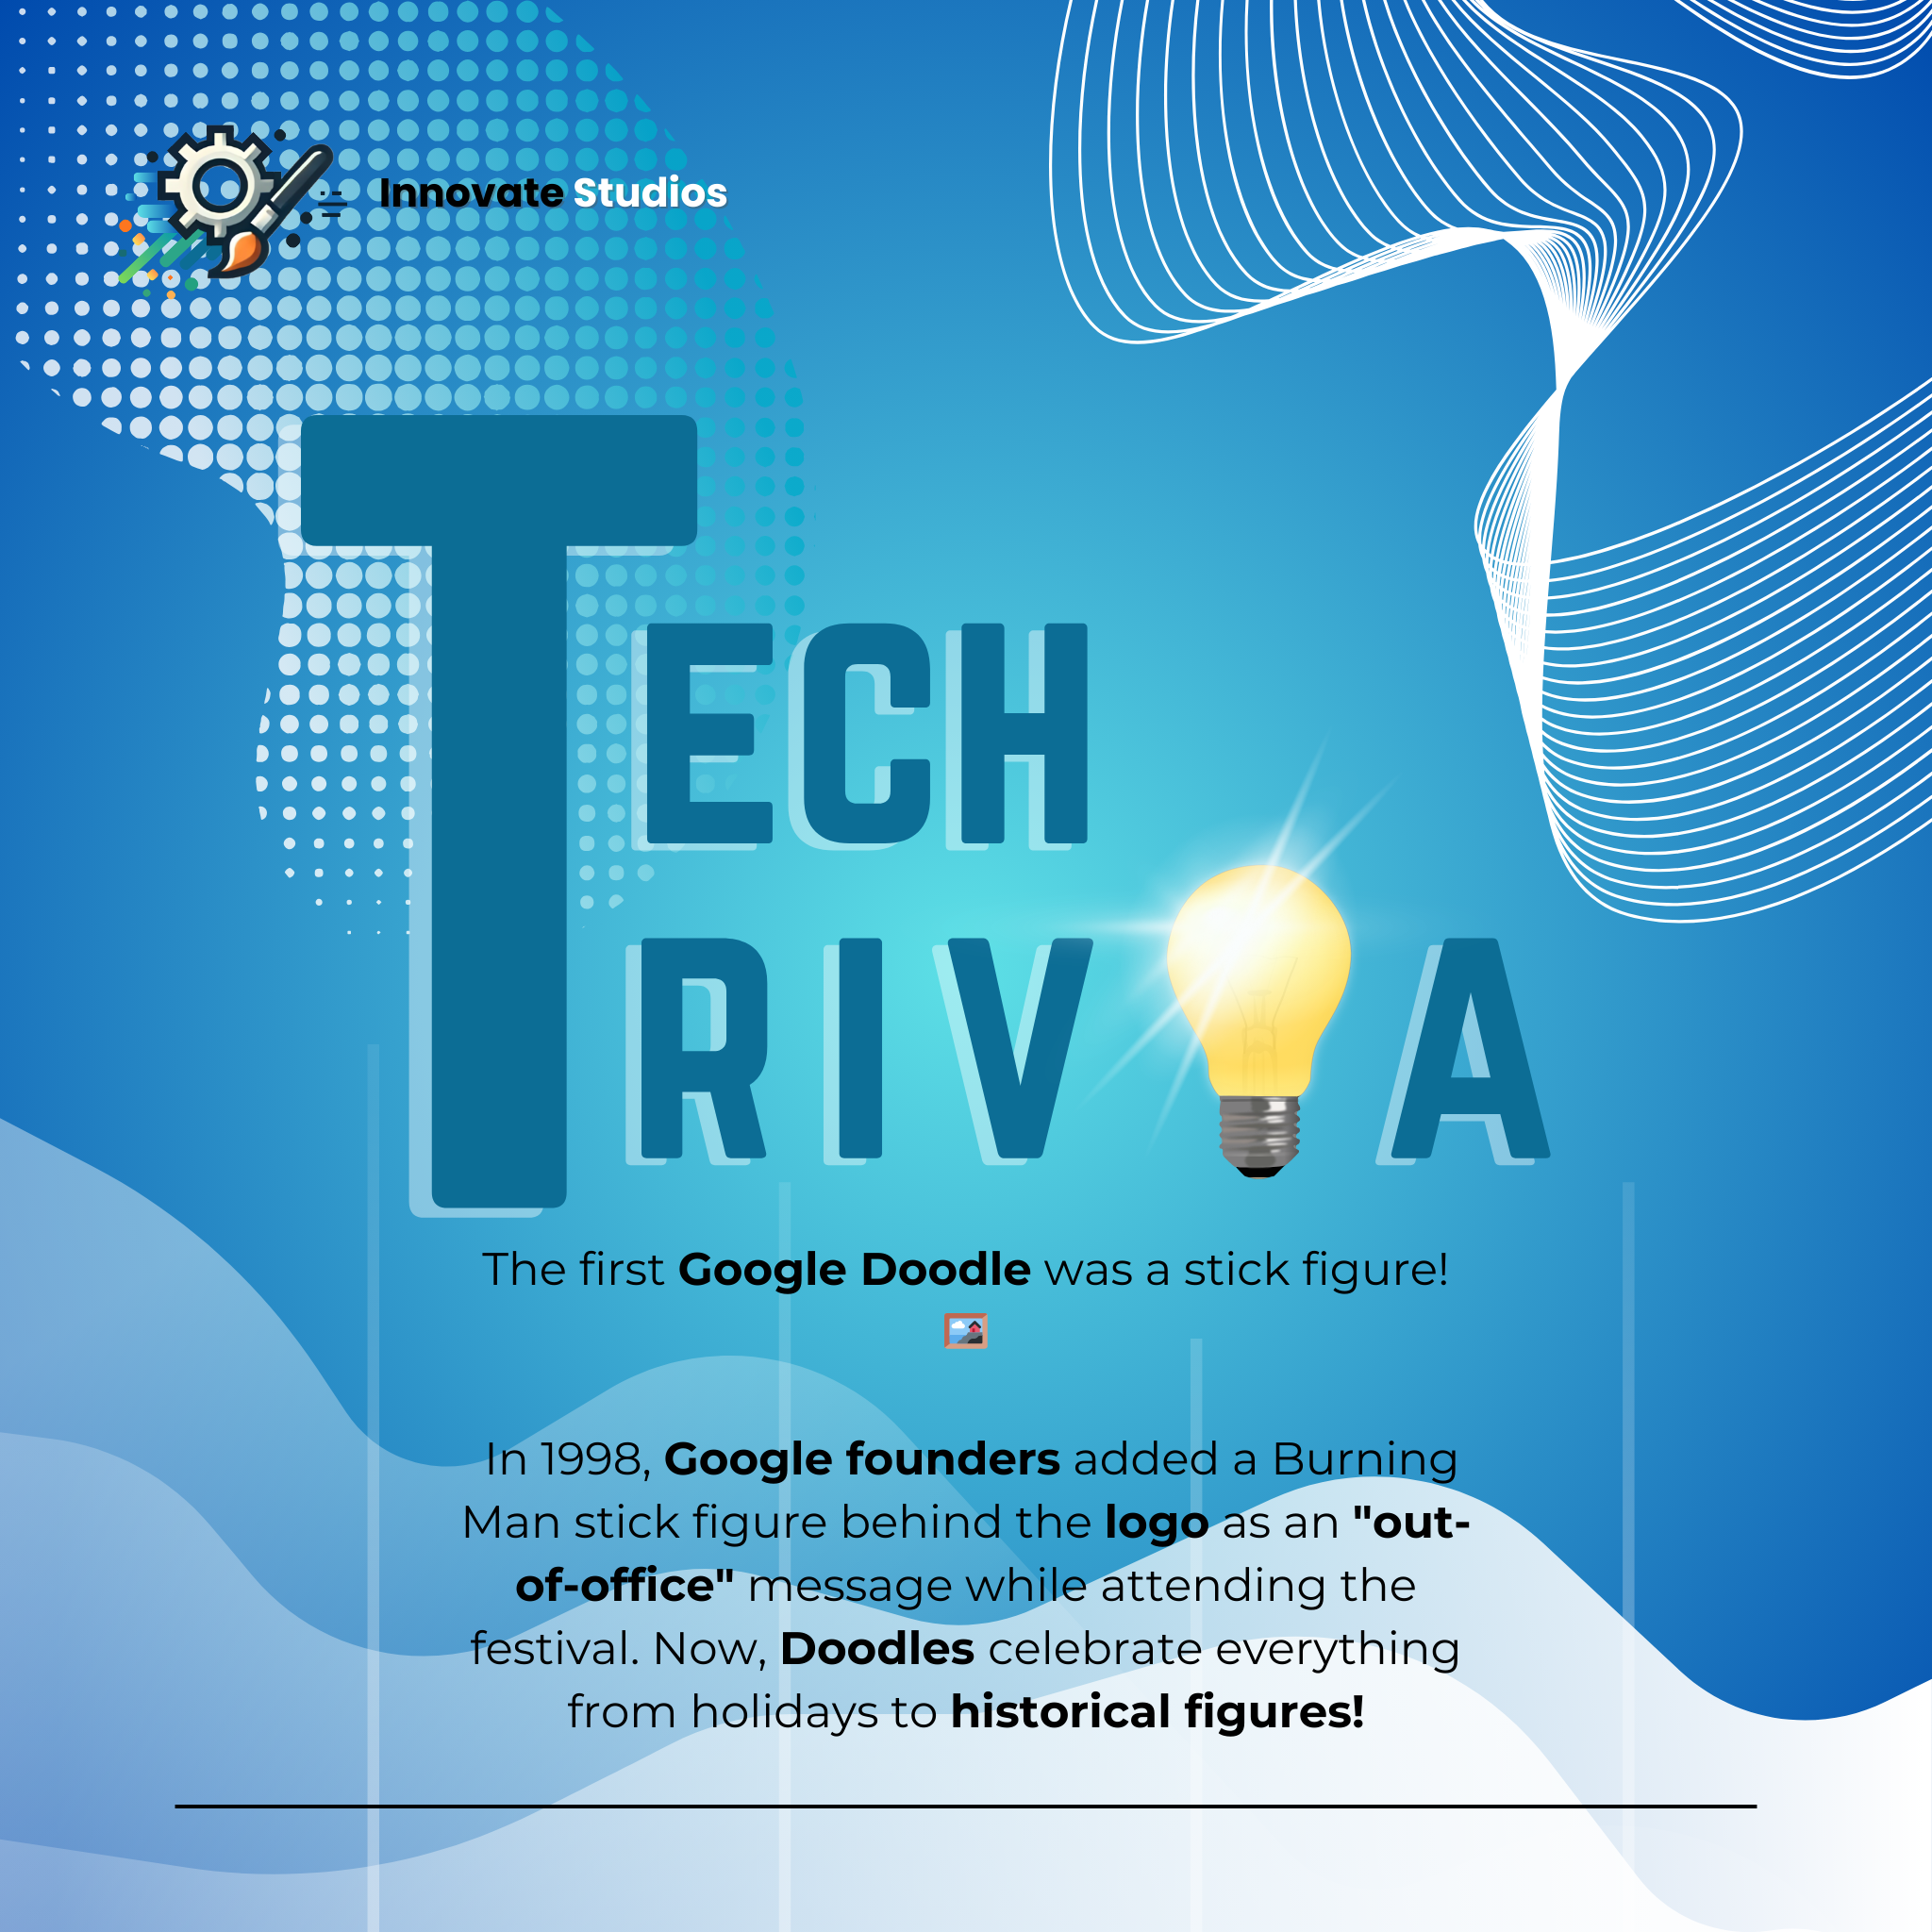 Innovate Studios
TECH
TRIVIA
The first Google Doodle was a stick figure!
🖼️
In 1998, Google founders added a Burning
Man stick figure behind the logo as an "out-
of-office" message while attending the
festival. Now, Doodles celebrate everything
from holidays to historical figures!